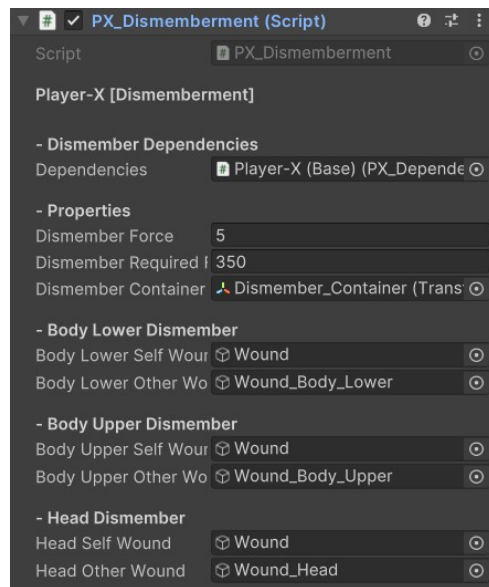 # PX_Dismemberment (Script)
Script # PX_Dismemberment
Player-X [Dismemberment]
- Dismember Dependencies
Dependencies # Player-X (Base) (PX_Depende
- Properties
Dismember Force 5
Dismember Required F 350
Dismember Container Dismember_Container (Trans
- Body Lower Dismember
Body Lower Self Wour Wound
Body Lower Other Wo Wound_Body_Lower
- Body Upper Dismember
Body Upper Self Wour Wound
Body Upper Other Wo Wound_Body_Upper
- Head Dismember
Head Self Wound Wound
Head Other Wound Wound_Head